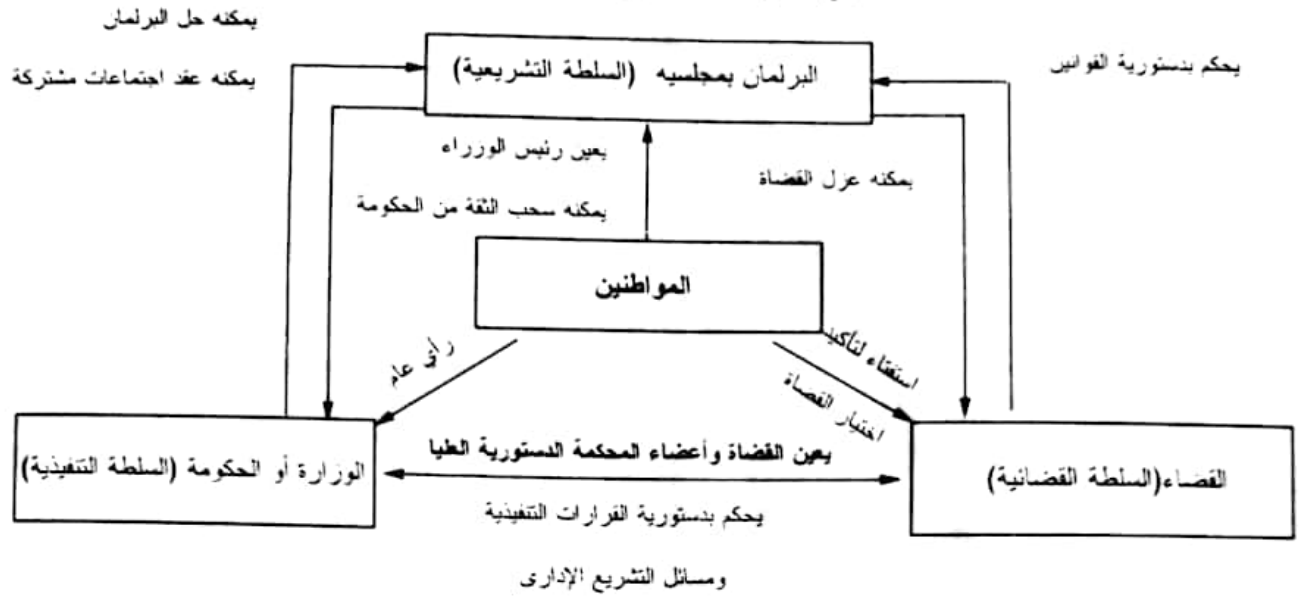 يمكنه حل البرلمان
يمكنه عقد اجتماعات مشتركة
البرلمان بمجلسيه (السلطة التشريعية)
يحكم بدستورية القوانين
يعين رئيس الوزراء
يمكنه سحب الثقة من الحكومة
يمكنه عزل القضاة
المواطنين
رأي عام
استفتاء لتأكيد
اختيار القضاة
الوزارة أو الحكومة (السلطة التنفيذية)
يعين القضاة وأعضاء المحكمة الدستورية العليا
يحكم بدستورية القرارات التنفيذية
ومسائل التشريع الإدارى
القضاء(السلطة القضائية)